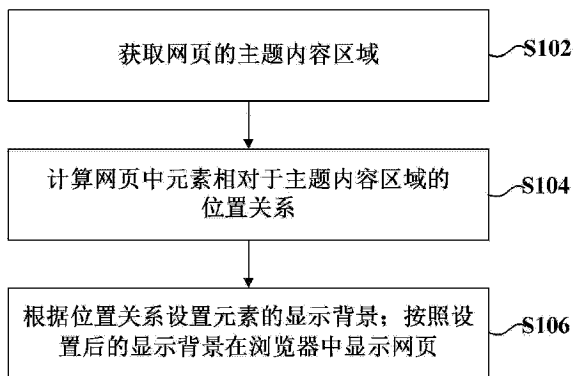 获取网页的主题内容区域
S102
计算网页中元素相对于主题内容区域的
位置关系
S104
根据位置关系设置元素的显示背景；按照设
置后的显示背景在浏览器中显示网页
S106